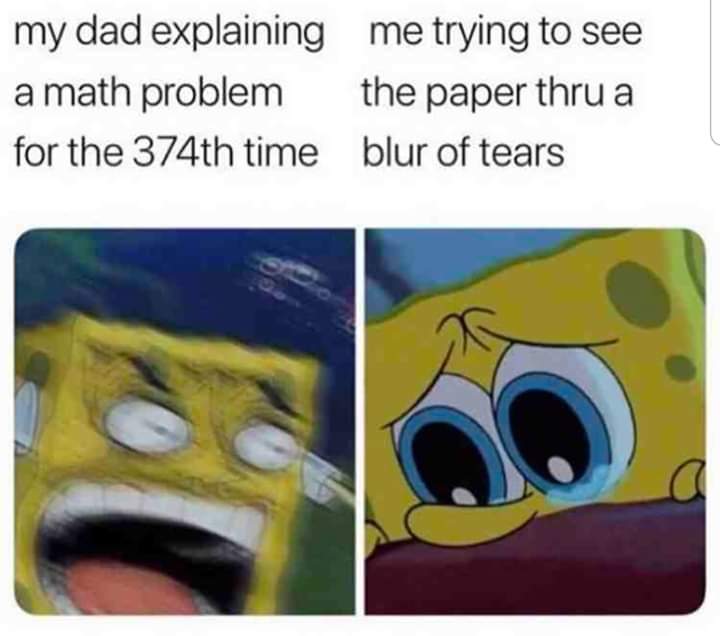 my dad explaining
a math problem
for the 374th time
me trying to see
the paper thru a
blur of tears